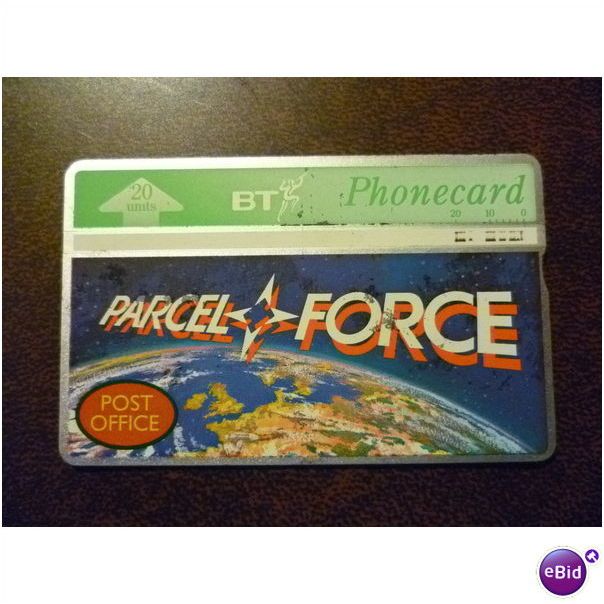 20 BT Phonecard
units
20 10 0
PARCEL FORCE
POST
OFFICE
eBid